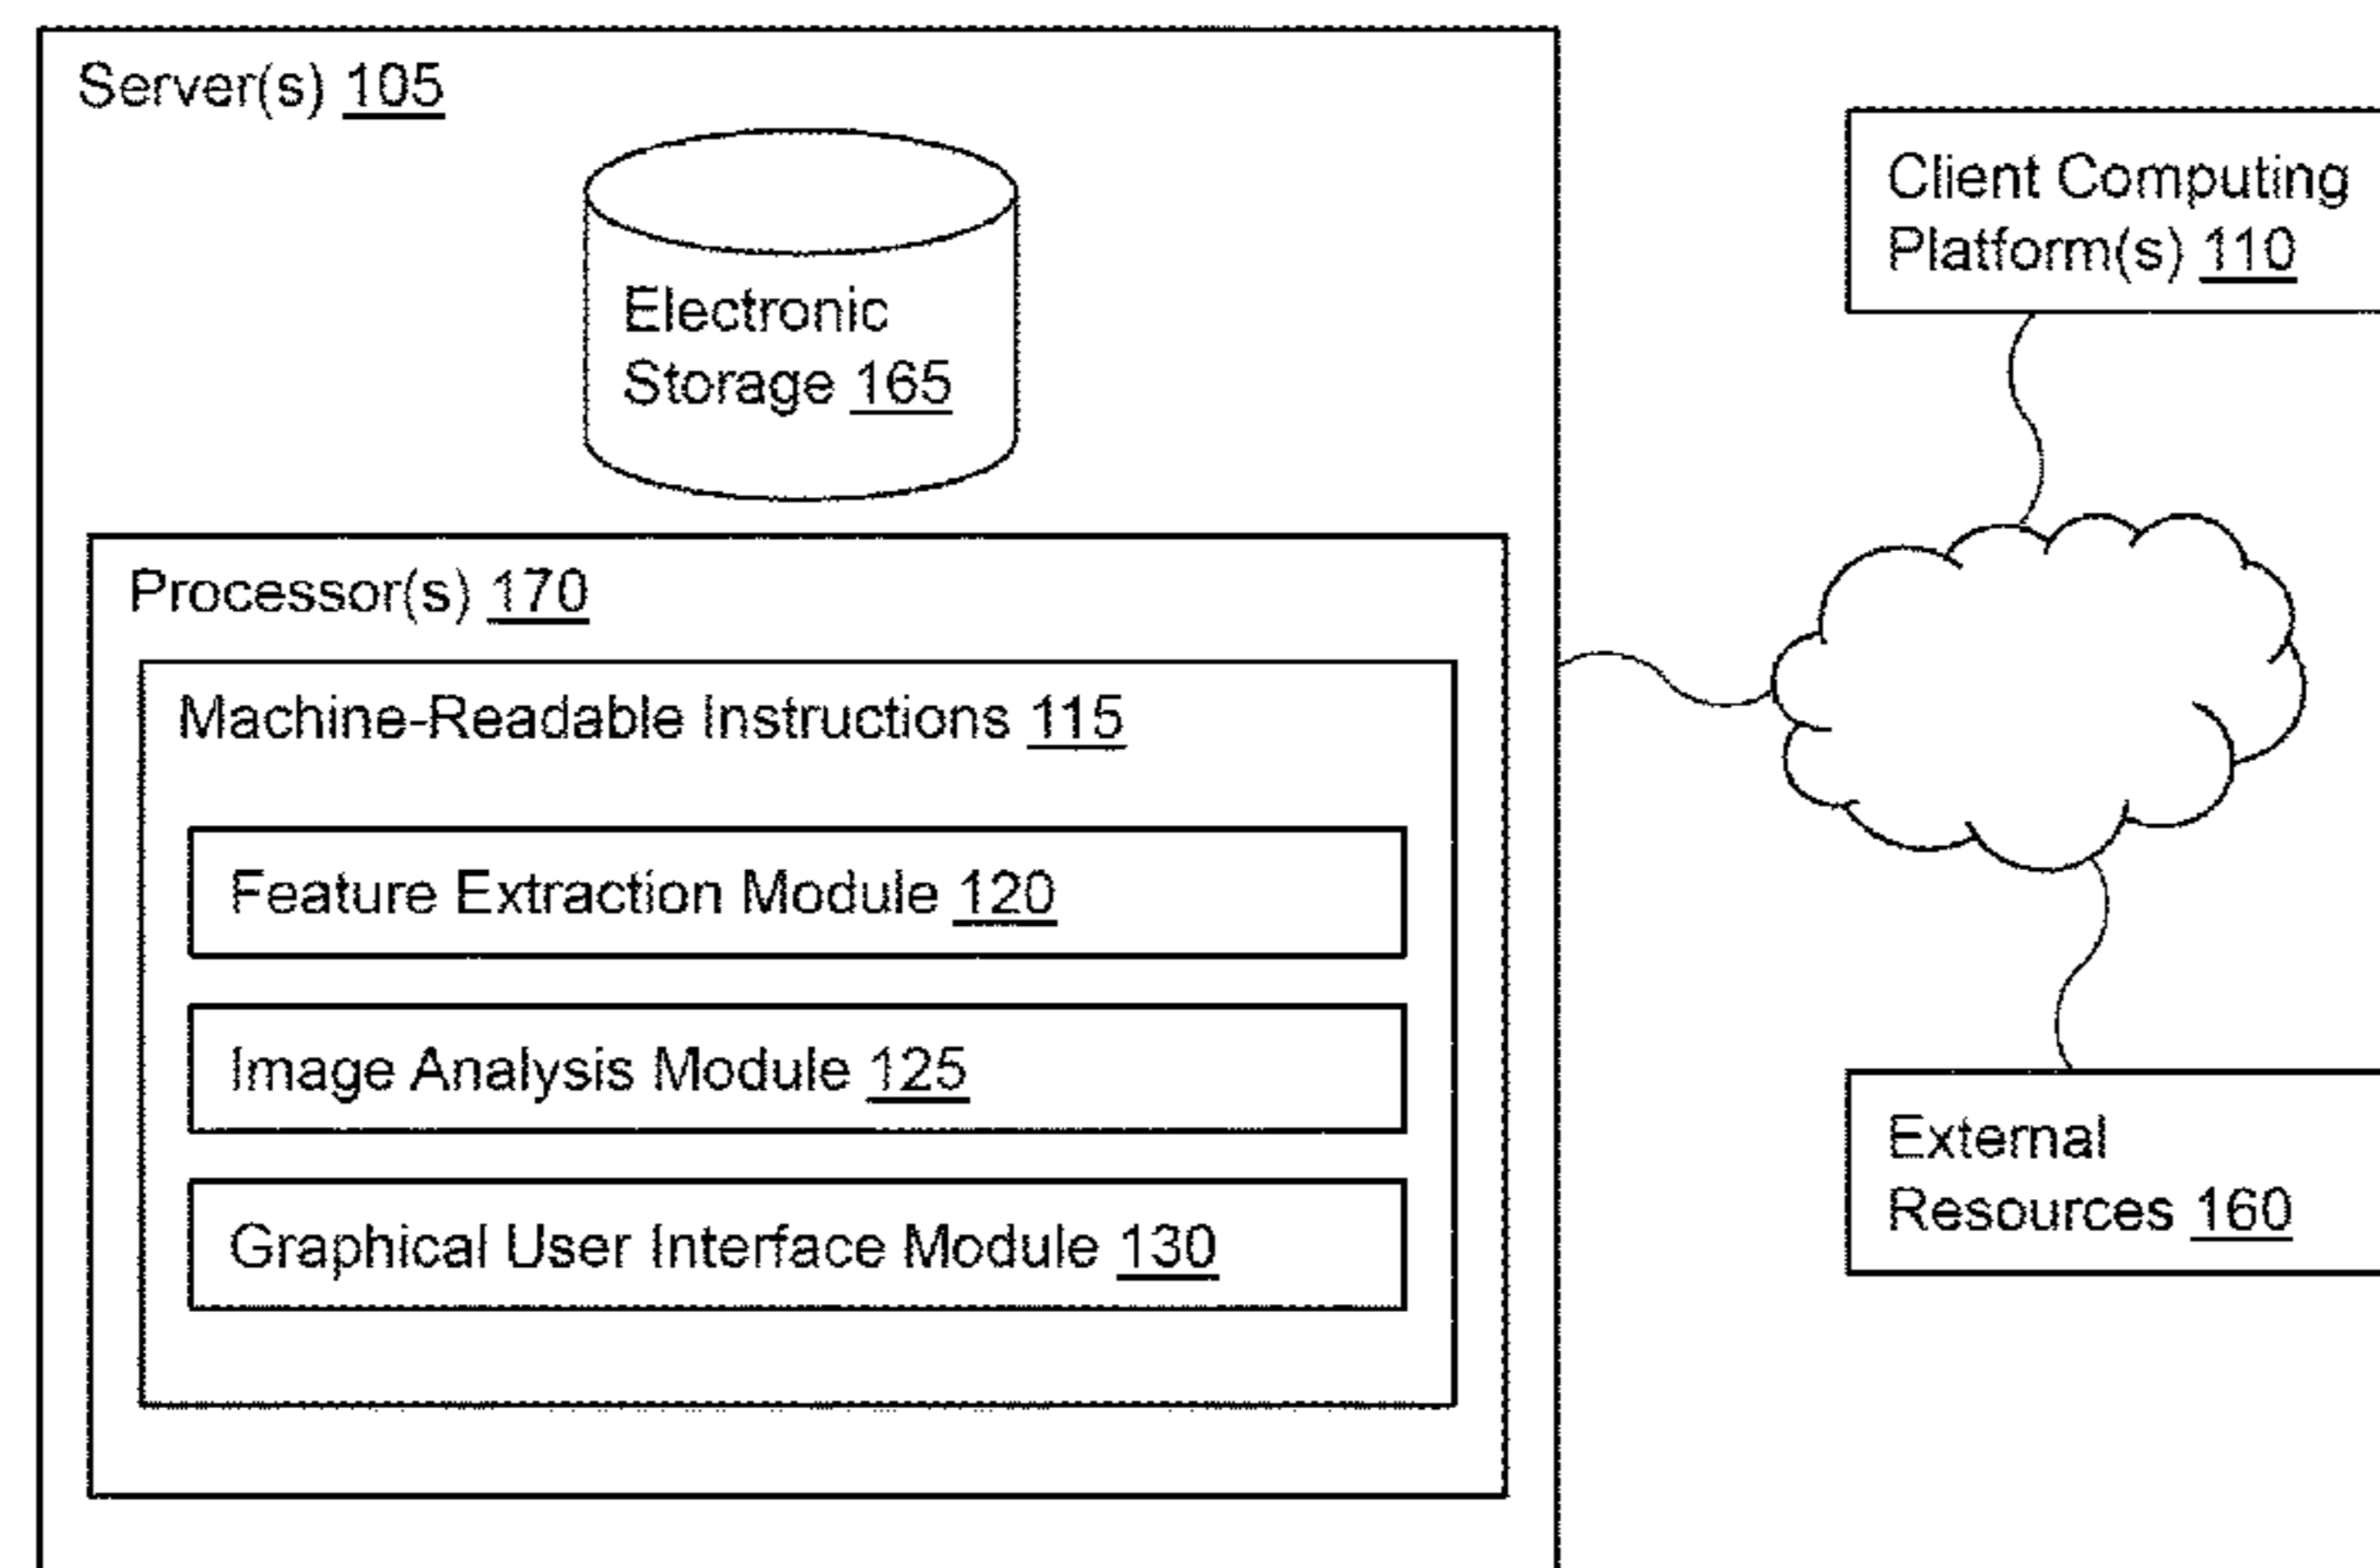 Server(s) 105
Electronic
Storage 165
Processor(s) 170
Machine-Readable Instructions 115
Feature Extraction Module 120
Image Analysis Module 125
Graphical User Interface Module 130
Client Computing
Platform(s) 110
External
Resources 160